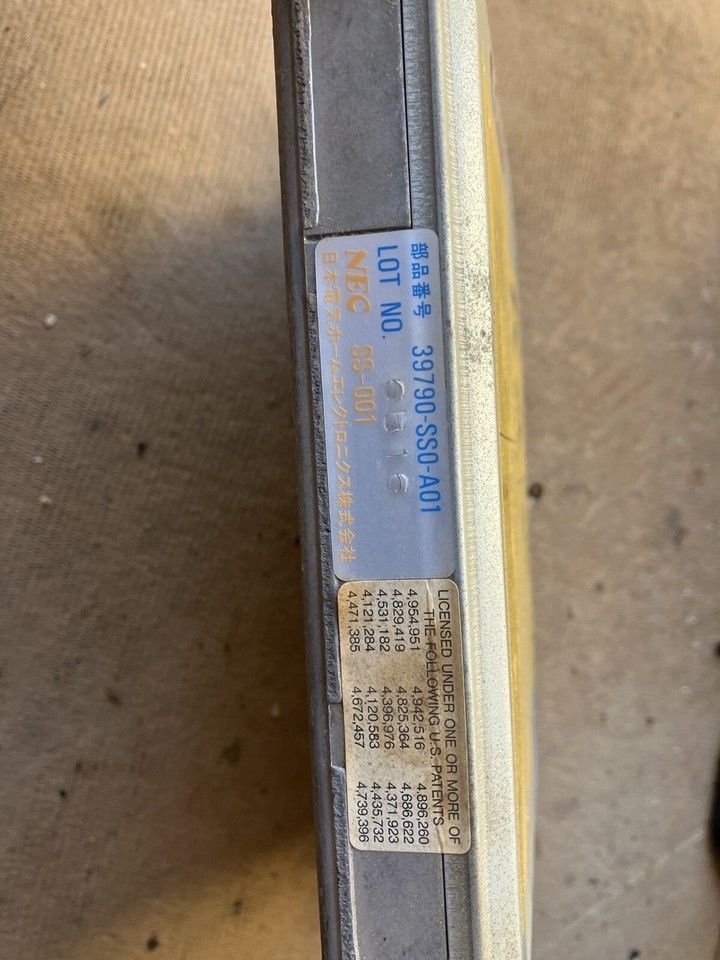 部品番号 39790-SS0-A01
LOT NO. 6515
NEC SS-001
日本電気ホームエレクトロニクス株式会社
LICENSED UNDER ONE OR MORE OF
THE FOLLOWING U.S. PATENTS
4,954,951 4,942,516 4,896,260
4,829,419 4,825,364 4,686,622
4,531,182 4,396,976 4,371,923
4,121,284 4,120,583 4,435,732
4,471,385 4,672,457 4,739,396